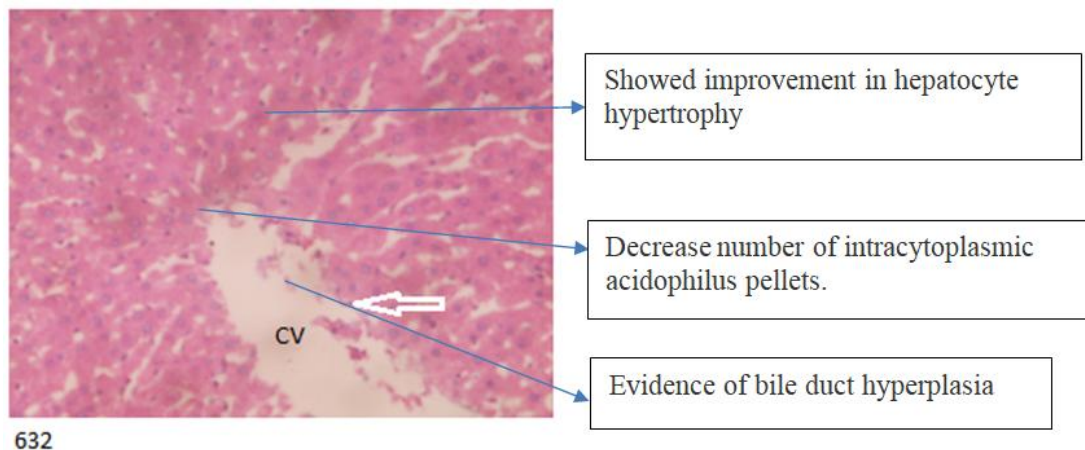 Showed improvement in hepatocyte
hypertrophy
Decrease number of intracytoplasmic
acidophilus pellets.
CV
Evidence of bile duct hyperplasia
632